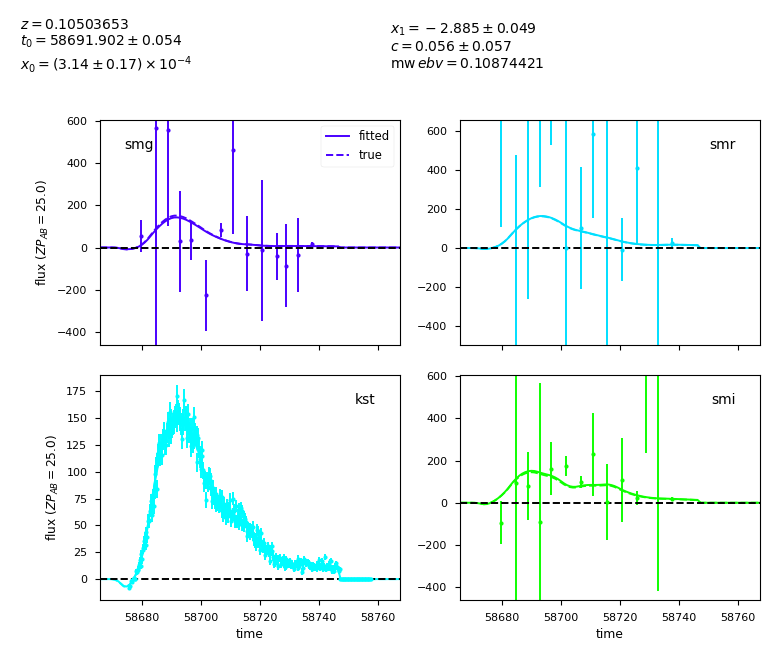 z = 0.10503653
t₀ = 58691.902 ± 0.054
x₀ = (3.14 ± 0.17) × 10⁻⁴
x₁ = −2.885 ± 0.049
c = 0.056 ± 0.057
mw ebv = 0.10874421
smg
fitted
true
600
400
200
0
−200
−400
flux (ZP_AB = 25.0)
smr
600
400
200
0
−200
−400
kst
175
150
125
100
75
50
25
0
flux (ZP_AB = 25.0)
58680 58700 58720 58740 58760
time
smi
600
400
200
0
−200
−400
58680 58700 58720 58740 58760
time